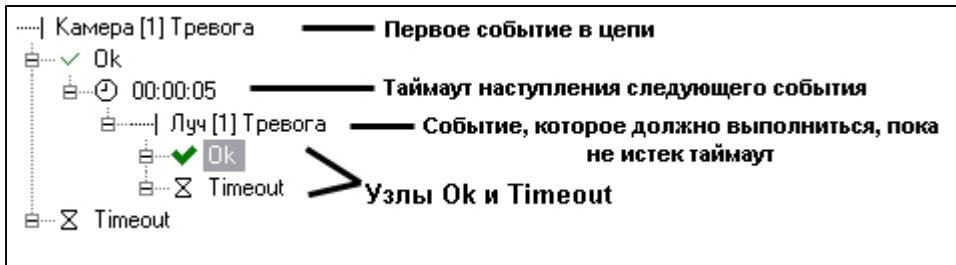 Камера [1] Тревога Первое событие в цепи
Ok
00:00:05 Таймаут наступления следующего события
Луч [1] Тревога Событие, которое должно выполниться, пока
не истек таймаут
Ok
Timeout Узлы Ok и Timeout
Timeout